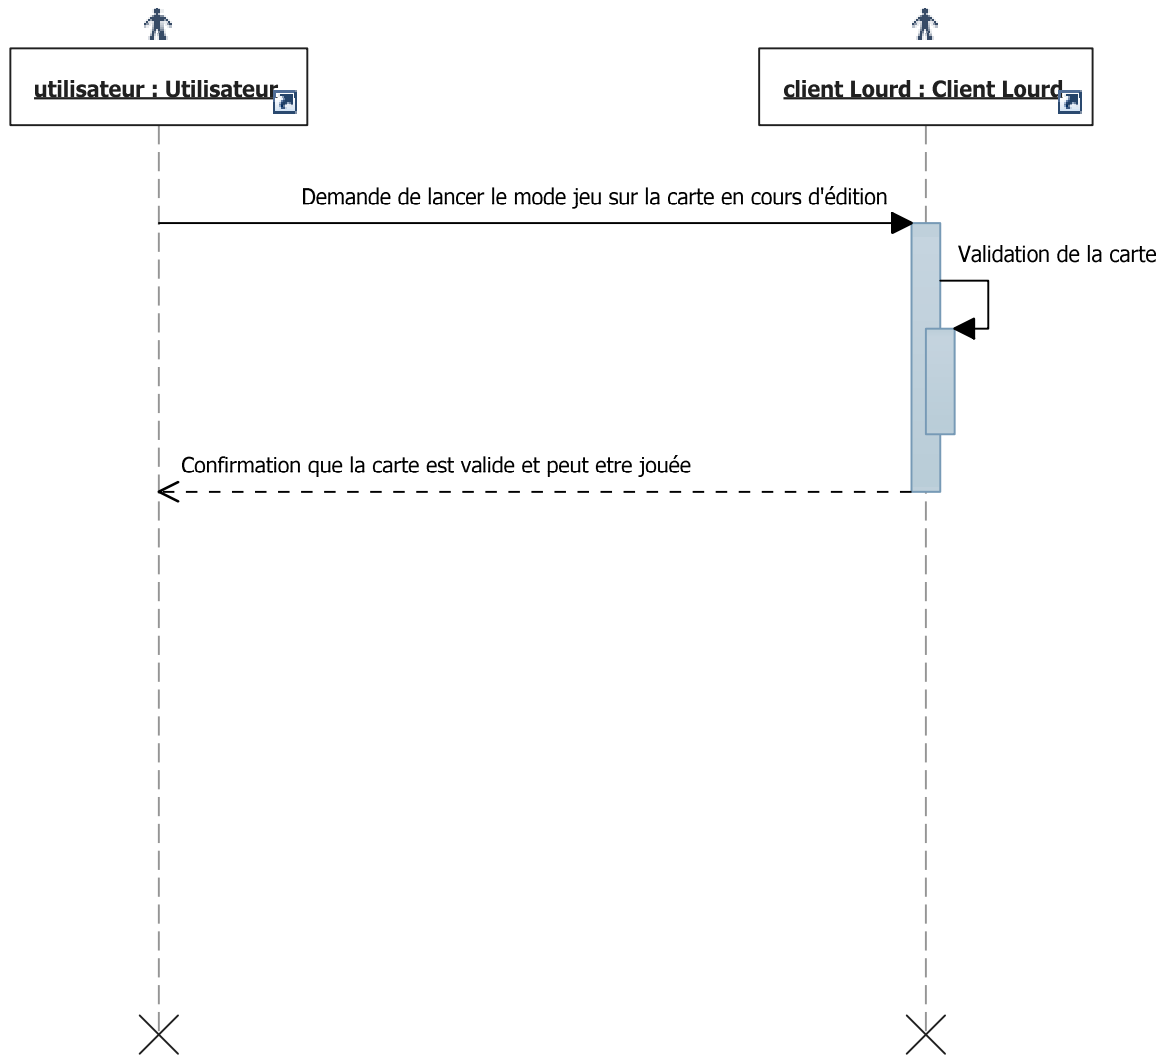 utilisateur : Utilisateur
client Lourd : Client Lourd
Demande de lancer le mode jeu sur la carte en cours d'édition
Validation de la carte
Confirmation que la carte est valide et peut etre jouée